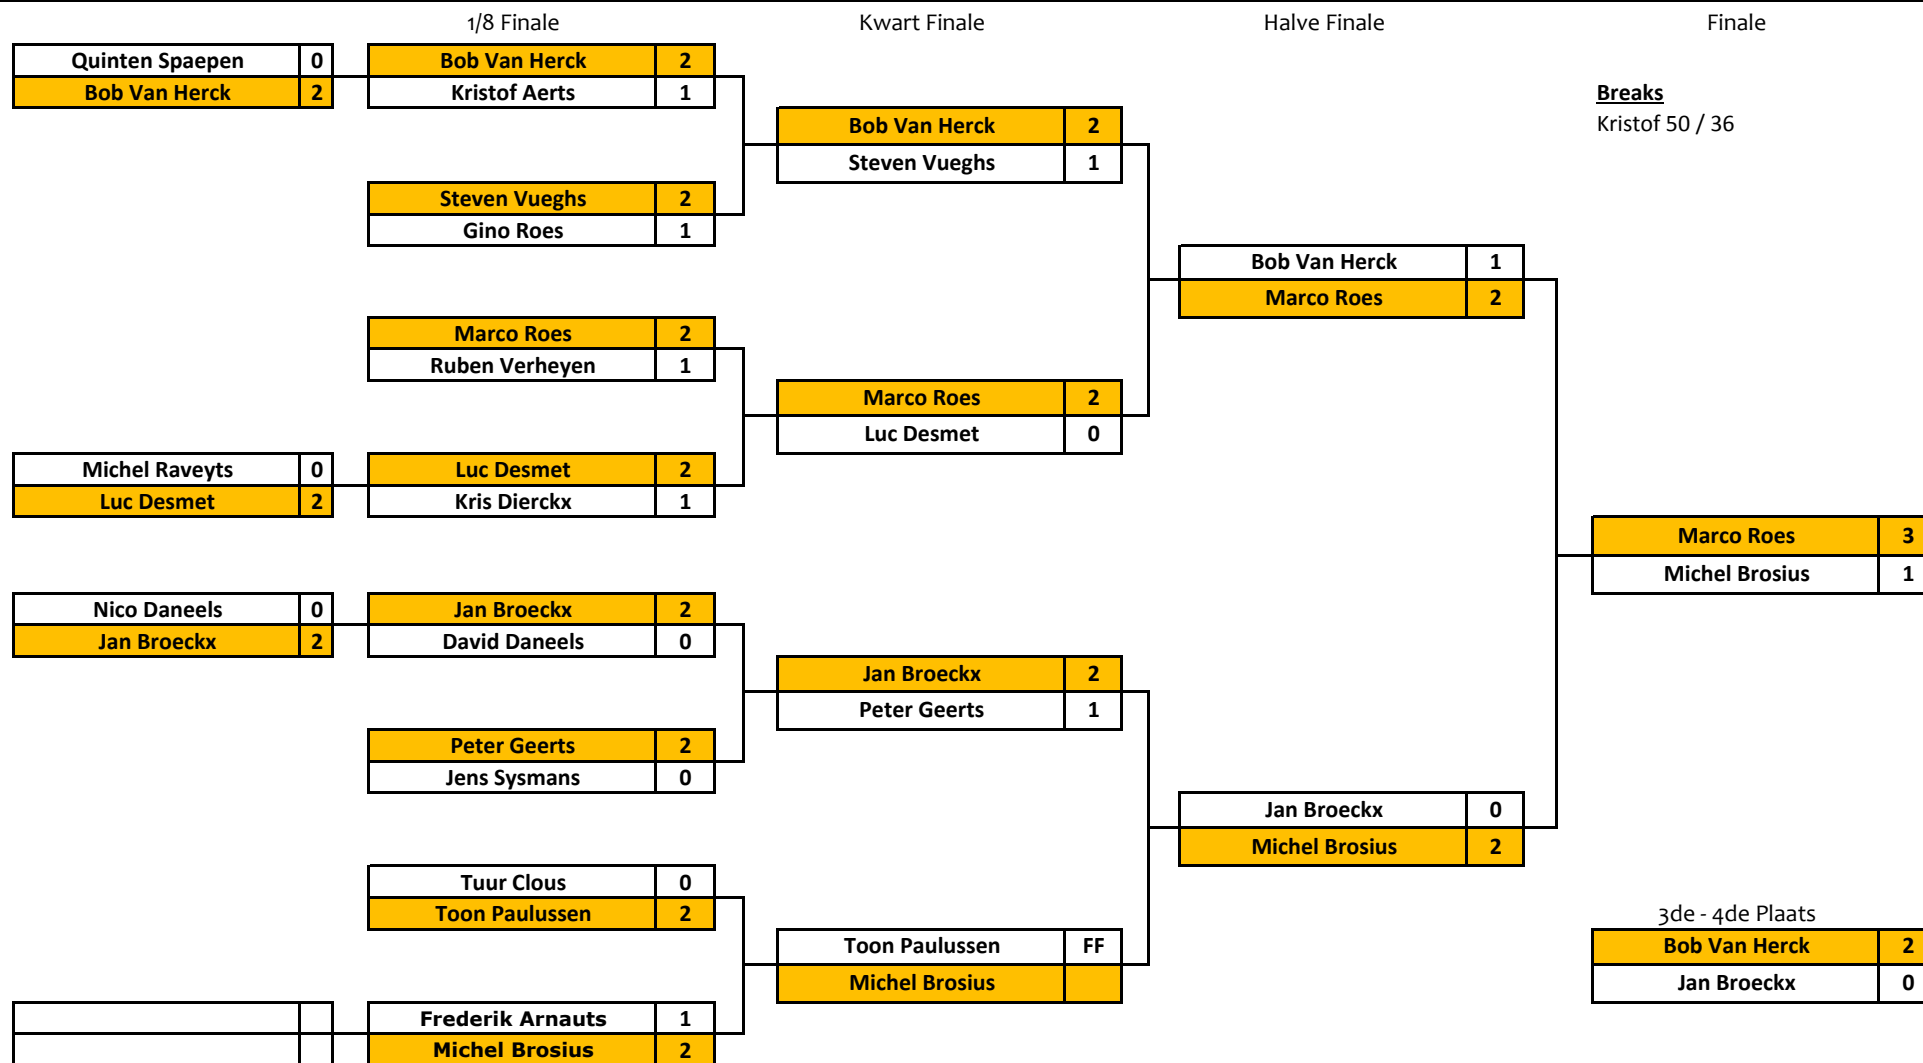 1/8 Finale Kwart Finale Halve Finale Finale
Quinten Spaepen 0
Bob Van Herck 2
Bob Van Herck 2
Kristof Aerts 1
Steven Vueghs 2
Gino Roes 1
Marco Roes 2
Ruben Verheyen 1
Michel Raveyts 0
Luc Desmet 2
Luc Desmet 2
Kris Dierckx 1
Nico Daneels 0
Jan Broeckx 2
Jan Broeckx 2
David Daneels 0
Peter Geerts 2
Jens Sysmans 0
Tuur Clous 0
Toon Paulussen 2
Frederik Arnauts 1
Michel Brosius 2
Bob Van Herck 2
Steven Vueghs 1
Marco Roes 2
Luc Desmet 0
Jan Broeckx 2
Peter Geerts 1
Toon Paulussen FF
Michel Brosius
Bob Van Herck 1
Marco Roes 2
Jan Broeckx 0
Michel Brosius 2
Breaks
Kristof 50 / 36
Marco Roes 3
Michel Brosius 1
3de - 4de Plaats
Bob Van Herck 2
Jan Broeckx 0